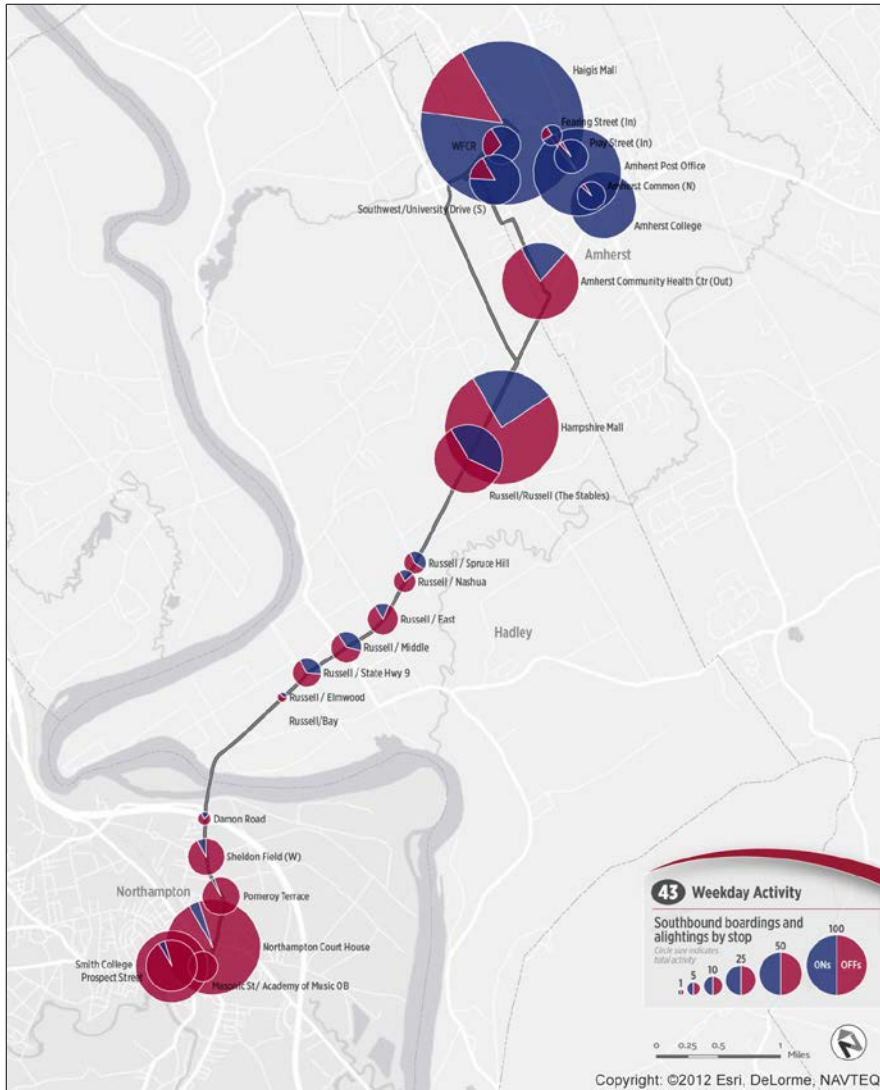 Haigis Mall
Fearing Street (In)
WFCR
Pray Street (In)
Amherst Post Office
Amherst Common (N)
Southwest/University Drive (S)
Amherst College
Amherst
Amherst Community Health Ctr (Out)
Hampshire Mall
Russell/Russell (The Stables)
Russell / Spruce Hill
Russell / Nashua
Russell / East
Hadley
Russell / Middle
Russell / State Hwy 9
Russell / Elmwood
Russell/Bay
Damon Road
Sheldon Field (W)
Northampton
Pomeroy Terrace
Northampton Court House
Smith College
Prospect Street
Masonic St/ Academy of Music OB
43 Weekday Activity
Southbound boardings and
alightings by stop
Circle size indicates
total activity
1 5 10 25 50 100
ONs OFFs
0 0.25 0.5 1
Miles
N
Copyright: ©2012 Esri, DeLorme, NAVTEQ